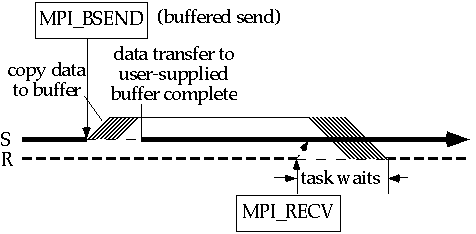 MPI_BSEND (buffered send)
copy data
to buffer
data transfer to
user-supplied
buffer complete
S
R
task waits
MPI_RECV